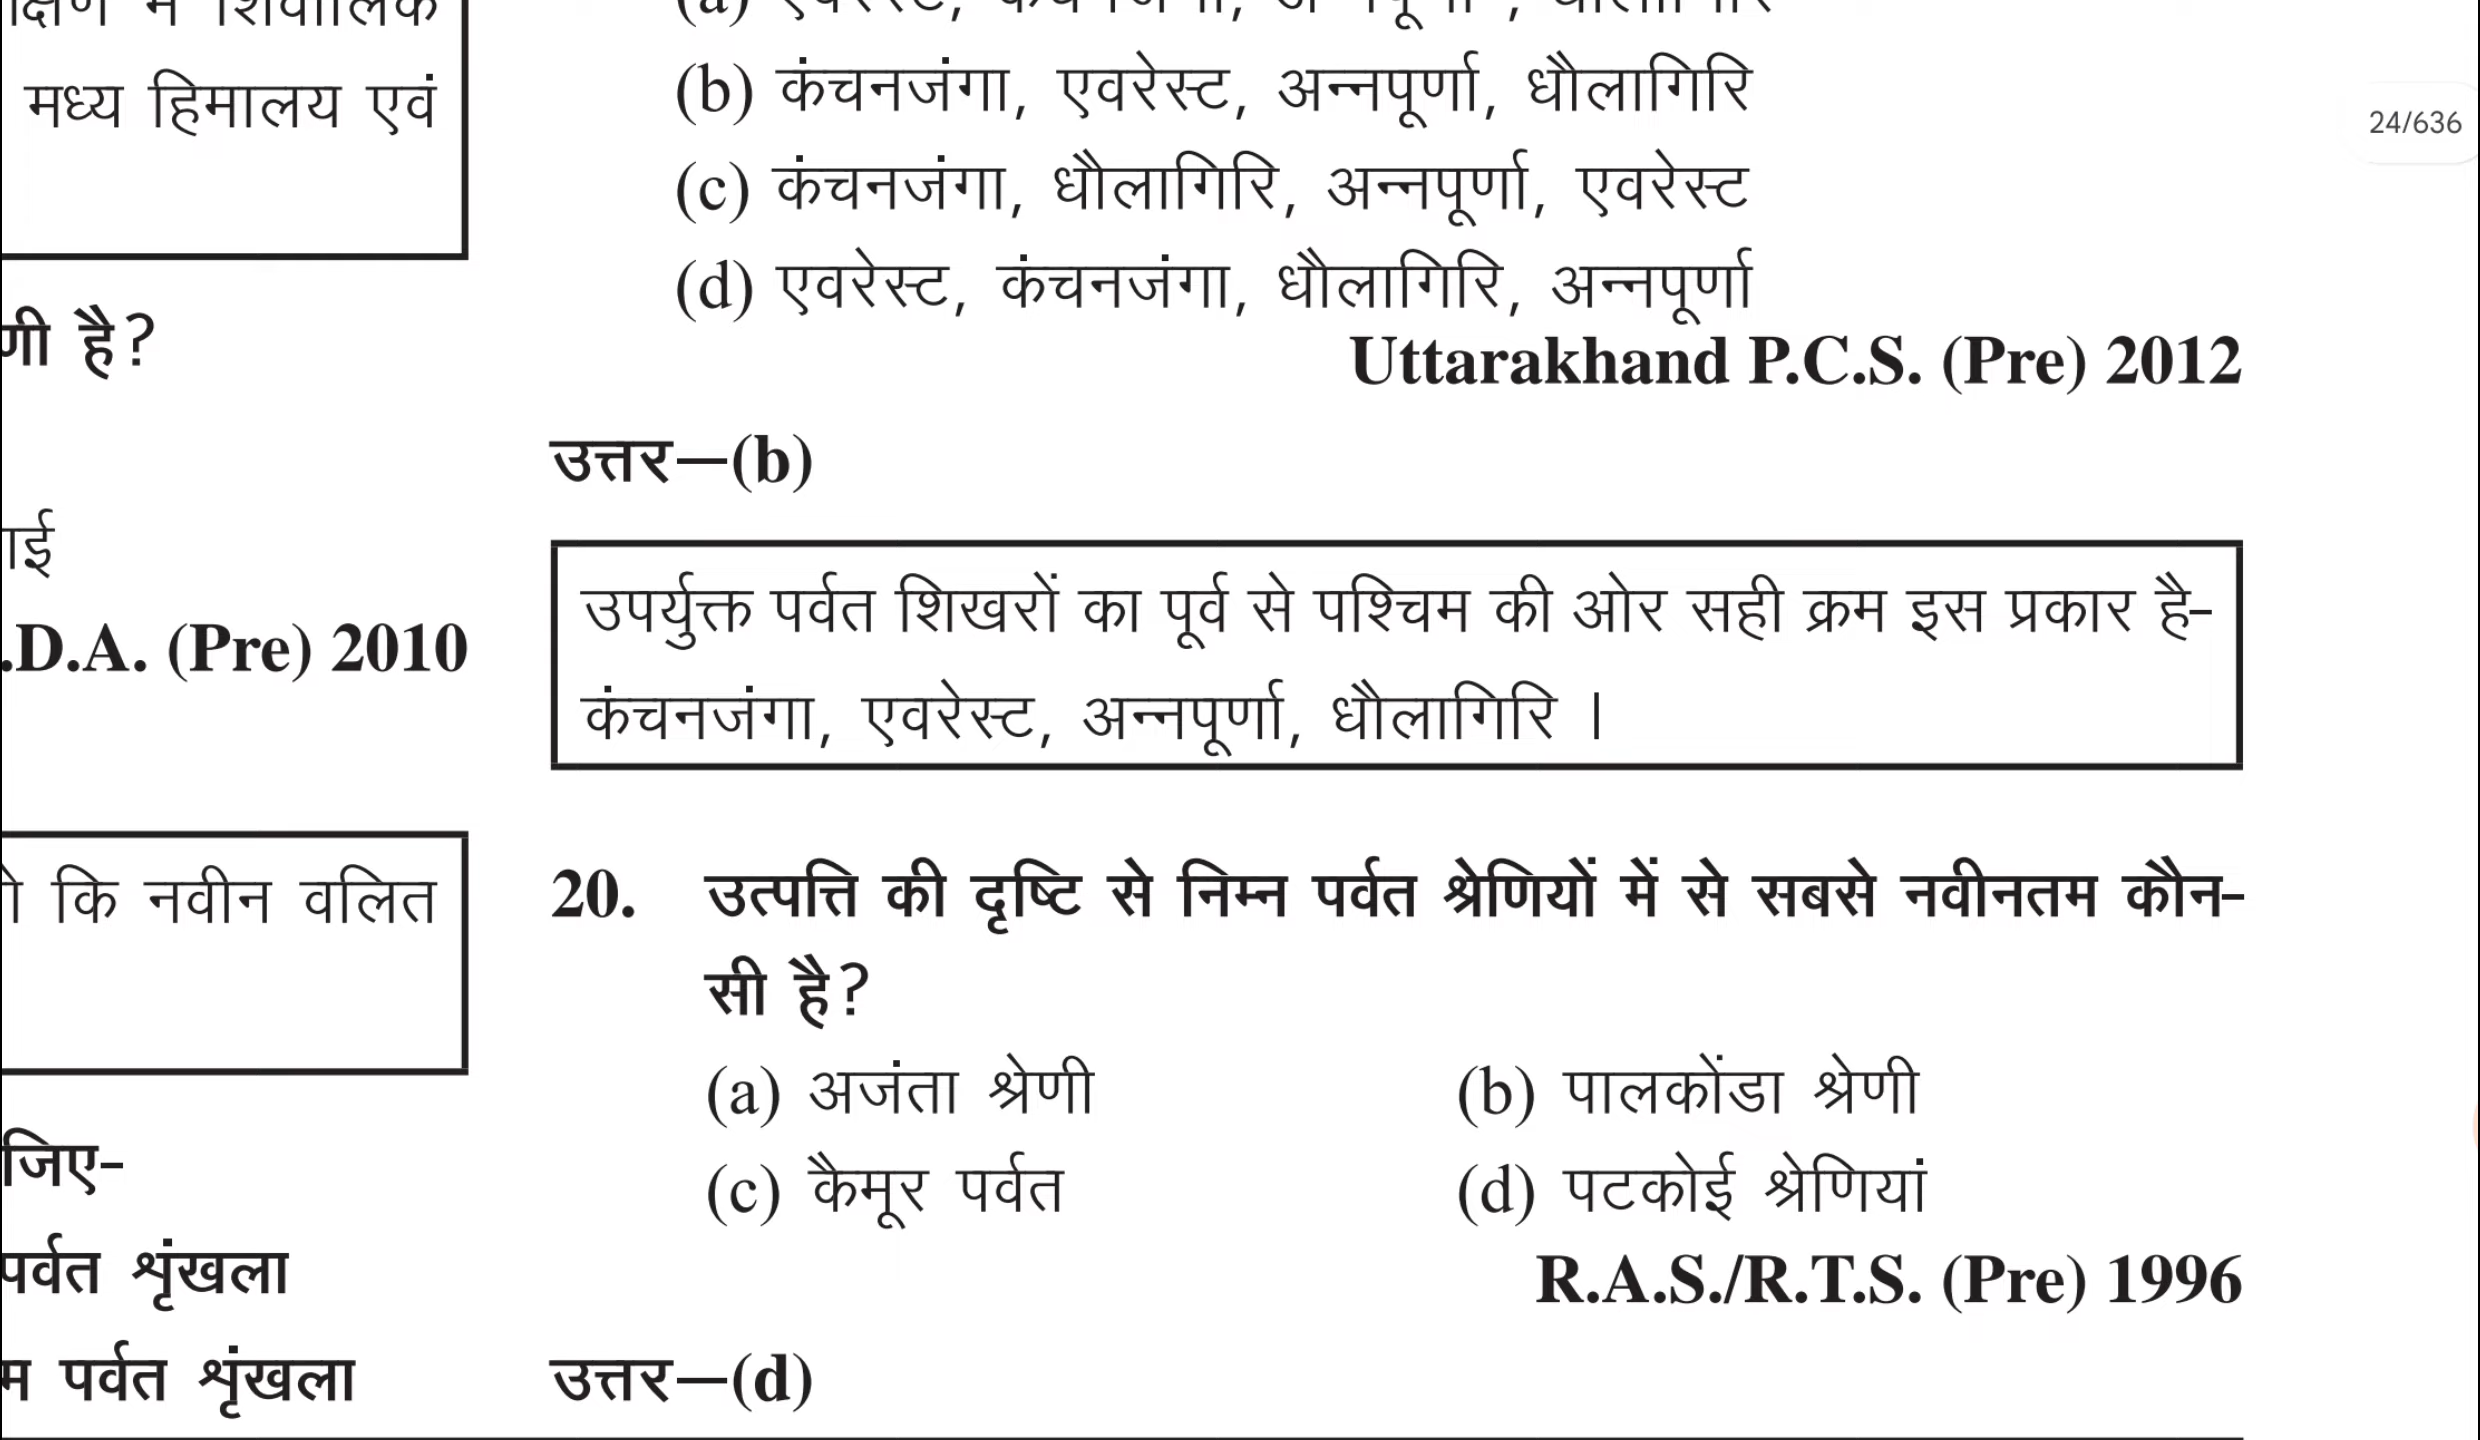 मध्य हिमालय एवं
णी है?
ाई
.D.A. (Pre) 2010
कि नवीन वलित
जिए–
पर्वत शृंखला
म पर्वत शृंखला
(b) कंचनजंगा, एवरेस्ट, अन्नपूर्णा, धौलागिरि
(c) कंचनजंगा, धौलागिरि, अन्नपूर्णा, एवरेस्ट
(d) एवरेस्ट, कंचनजंगा, धौलागिरि, अन्नपूर्णा
Uttarakhand P.C.S. (Pre) 2012
उत्तर—(b)
उपर्युक्त पर्वत शिखरों का पूर्व से पश्चिम की ओर सही क्रम इस प्रकार है–
कंचनजंगा, एवरेस्ट, अन्नपूर्णा, धौलागिरि ।
20. उत्पत्ति की दृष्टि से निम्न पर्वत श्रेणियों में से सबसे नवीनतम कौन–
सी है?
(a) अजंता श्रेणी (b) पालकोंडा श्रेणी
(c) कैमूर पर्वत (d) पटकोई श्रेणियां
R.A.S./R.T.S. (Pre) 1996
उत्तर—(d)
24/636